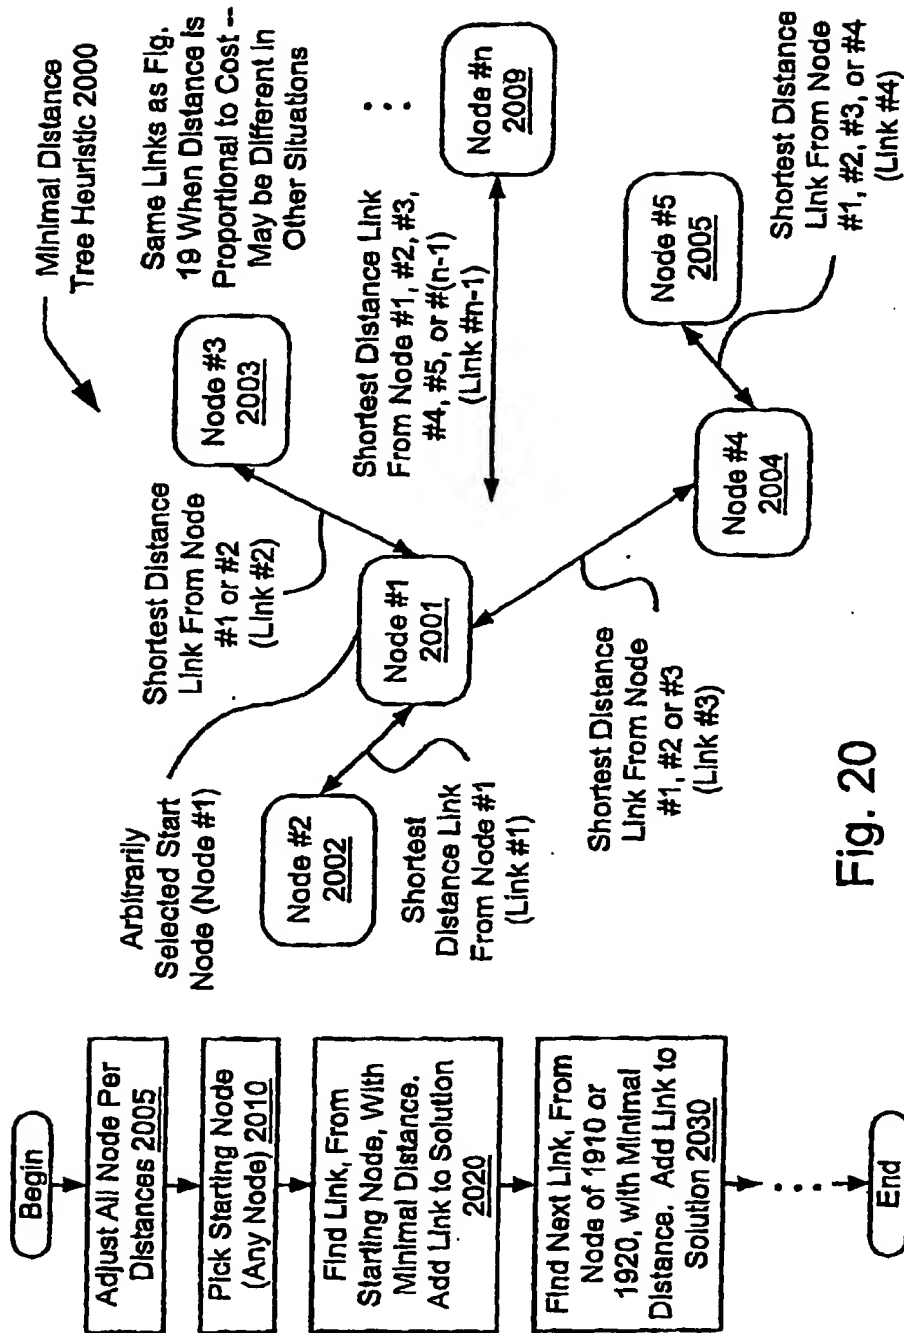 Begin
Adjust All Node Per
Distances 2005
Pick Starting Node
(Any Node) 2010
Find Link, From
Starting Node, With
Minimal Distance.
Add Link to Solution
2020
Find Next Link, From
Node of 1910 or
1920, with Minimal
Distance. Add Link to
Solution 2030
End
Minimal Distance
Tree Heuristic 2000
Same Links as Fig.
19 When Distance is
Proportional to Cost --
May be Different in
Other Situations
Arbitrarily
Selected Start
Node (Node #1)
Shortest Distance
Link From Node
#1 or #2
(Link #2)
Node #3
2003
Node #2
2002
Node #1
2001
Shortest Distance Link
From Node #1, #2, #3,
#4, #5, or #(n-1)
(Link #n-1)
Node #n
2009
Shortest
Distance Link
From Node #1
(Link #1)
Shortest Distance
Link From Node
#1, #2 or #3
(Link #3)
Node #4
2004
Node #5
2005
Shortest Distance
Link From Node
#1, #2, #3, or #4
(Link #4)
Fig. 20